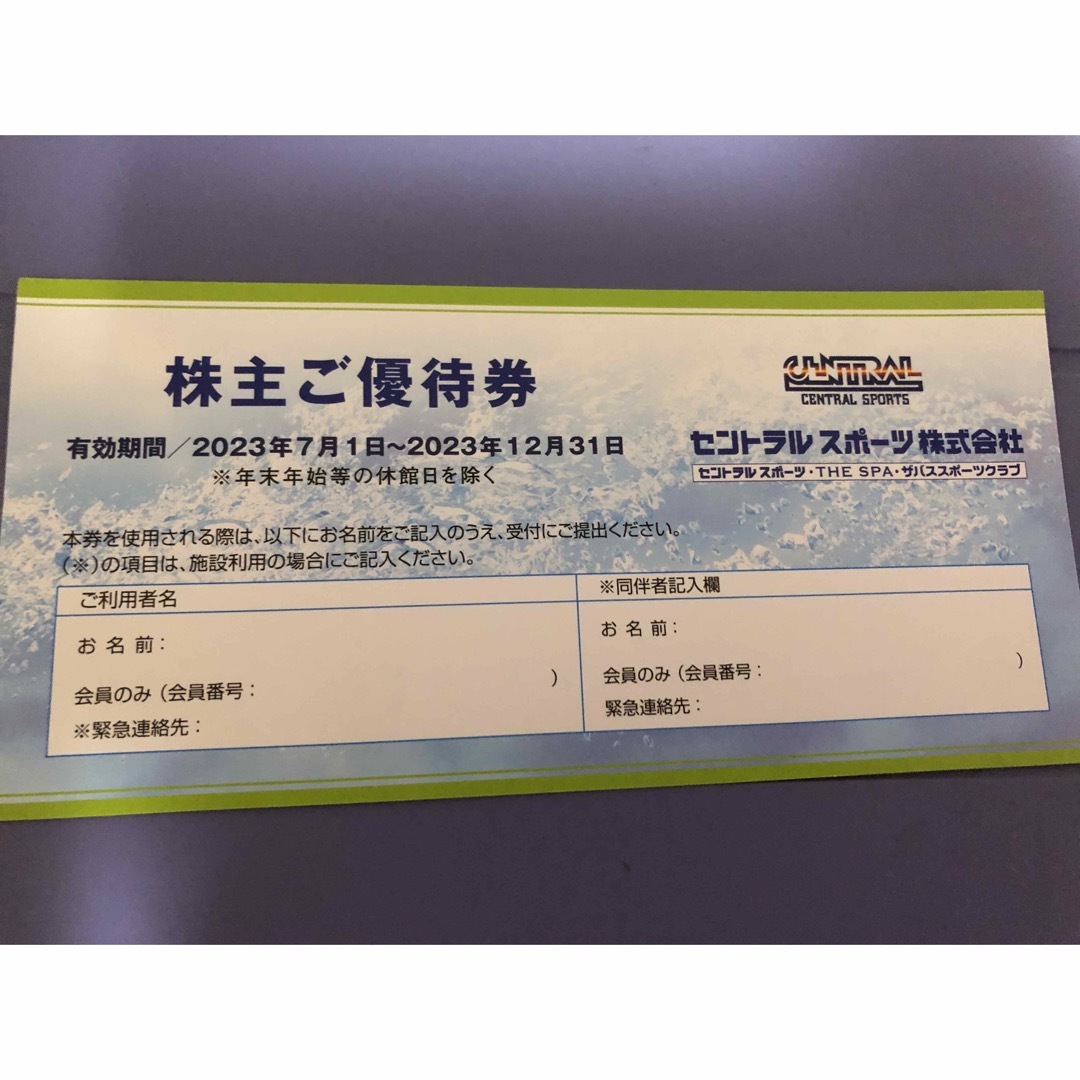 株主ご優待券
有効期間/2023年7月1日~2023年12月31日
※年末年始等の休館日を除く
CENTRAL
CENTRAL SPORTS
セントラルスポーツ株式会社
セントラルスポーツ・THE SPA・ザバススポーツクラブ
本券を使用される際は、以下にお名前をご記入のうえ、受付にご提出ください。
(※)の項目は、施設利用の場合にご記入ください。
ご利用者名
お名前:
会員のみ(会員番号: )
※緊急連絡先:
※同伴者記入欄
お名前:
会員のみ(会員番号: )
緊急連絡先: